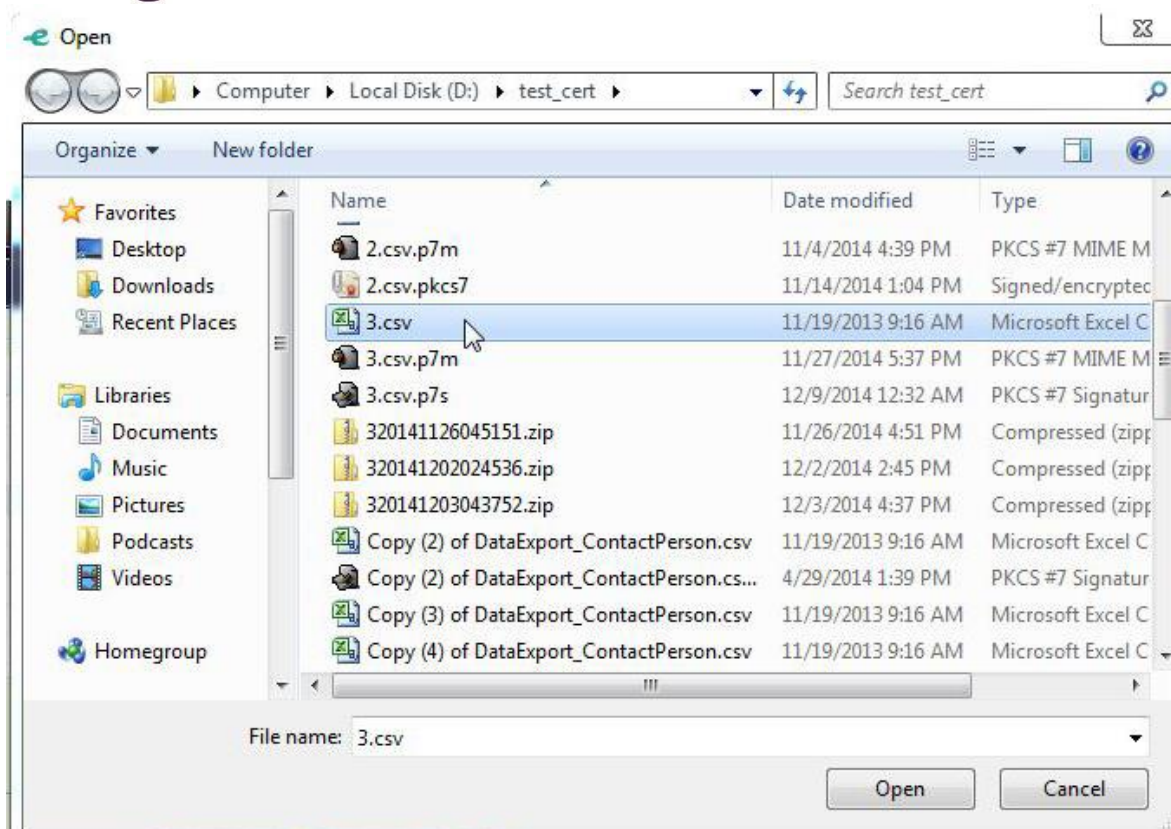 Open
Computer Local Disk (D:) test_cert Search test_cert
Organize New folder
Name Date modified Type
Favorites
Desktop
Downloads
Recent Places
Libraries
Documents
Music
Pictures
Podcasts
Videos
Homegroup
2.csv.p7m 11/4/2014 4:39 PM PKCS #7 MIME M
2.csv.pkcs7 11/14/2014 1:04 PM Signed/encrypted
3.csv 11/19/2013 9:16 AM Microsoft Excel C
3.csv.p7m 11/27/2014 5:37 PM PKCS #7 MIME M
3.csv.p7s 12/9/2014 12:32 AM PKCS #7 Signatur
320141126045151.zip 11/26/2014 4:51 PM Compressed (zipp
320141202024536.zip 12/2/2014 2:45 PM Compressed (zipp
320141203043752.zip 12/3/2014 4:37 PM Compressed (zipp
Copy (2) of DataExport_ContactPerson.csv 11/19/2013 9:16 AM Microsoft Excel C
Copy (2) of DataExport_ContactPerson.cs... 4/29/2014 1:39 PM PKCS #7 Signatur
Copy (3) of DataExport_ContactPerson.csv 11/19/2013 9:16 AM Microsoft Excel C
Copy (4) of DataExport_ContactPerson.csv 11/19/2013 9:16 AM Microsoft Excel C
File name: 3.csv
Open Cancel